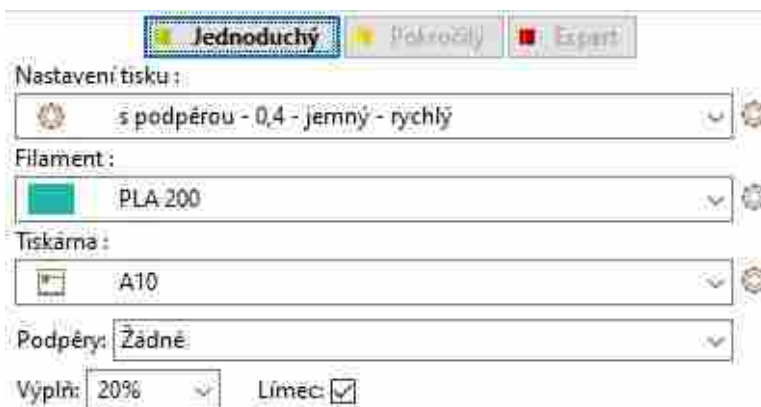 Jednoduchý Pokročilý Expert
Nastavení tisku :
s podpěrou - 0,4 - jemný - rychlý
Filament :
PLA 200
Tiskárna :
A10
Podpěry: Žádné
Výplň: 20% Límec: